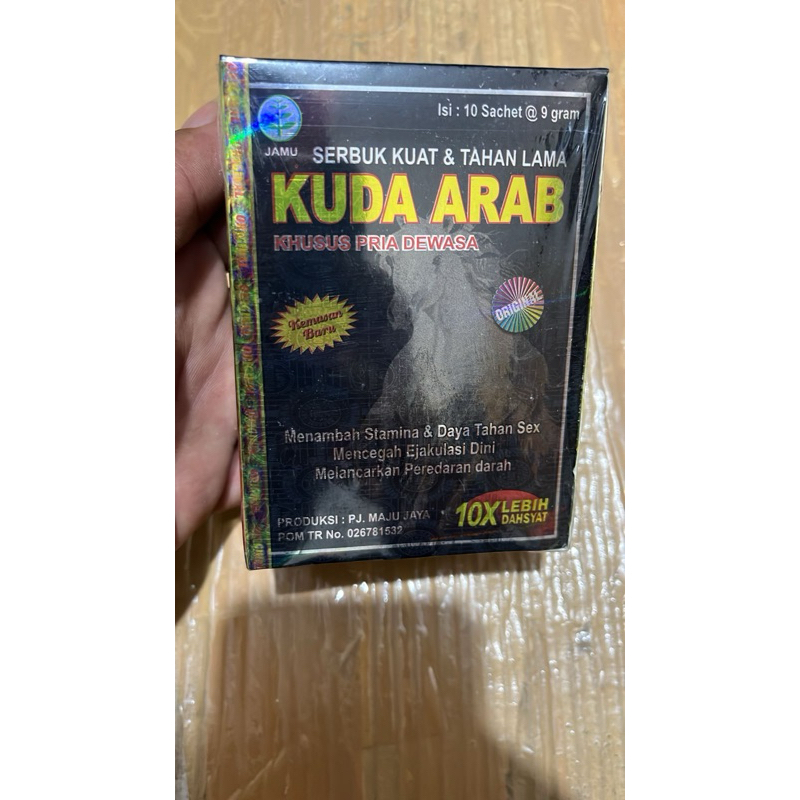 Isi : 10 Sachet @ 9 gram
JAMU
SERBUK KUAT & TAHAN LAMA
KUDA ARAB
KHUSUS PRIA DEWASA
ORIGINAL
Kemasan
Baru
Menambah Stamina & Daya Tahan Sex
Mencegah Ejakulasi Dini
Melancarkan Peredaran darah
10X LEBIH
DAHSYAT
PRODUKSI : PJ. MAJU JAYA
POM TR No. 026781532